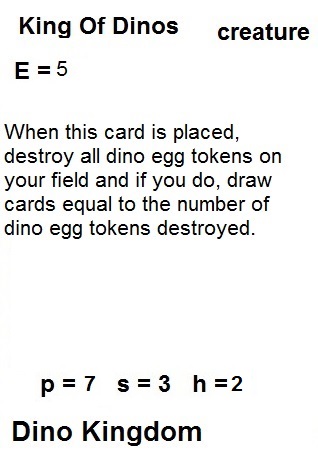 King Of Dinos creature
E = 5
When this card is placed,
destroy all dino egg tokens on
your field and if you do, draw
cards equal to the number of
dino egg tokens destroyed.
p = 7 s = 3 h =2
Dino Kingdom